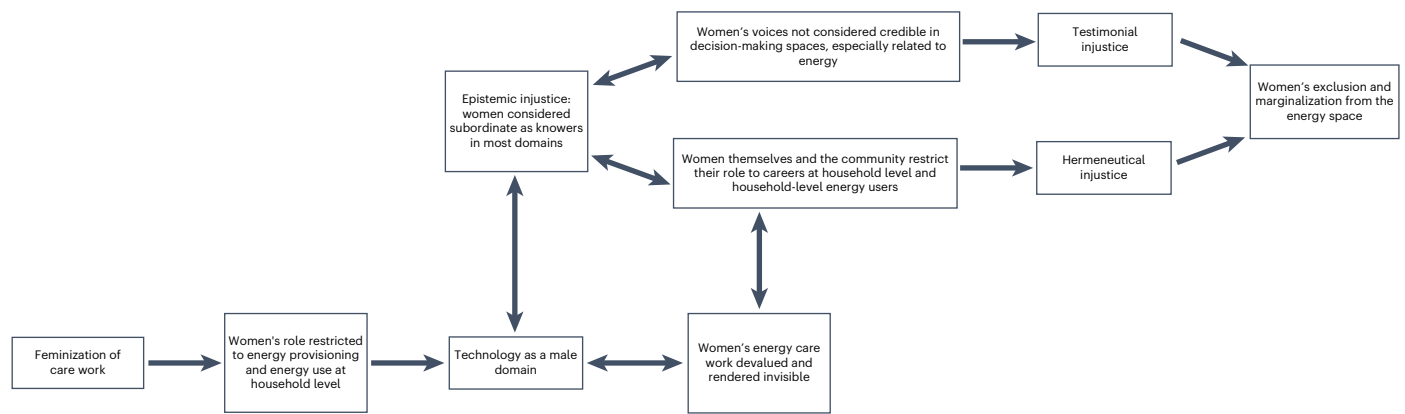 Women's voices not considered credible in
decision-making spaces, especially related to
energy
Testimonial
injustice
Women's exclusion and
marginalization from the
energy space
Epistemic injustice:
women considered
subordinate as knowers
in most domains
Women themselves and the community restrict
their role to careers at household level and
household-level energy users
Hermeneutical
injustice
Feminization of
care work
Women's role restricted
to energy provisioning
and energy use at
household level
Technology as a male
domain
Women's energy care
work devalued and
rendered invisible